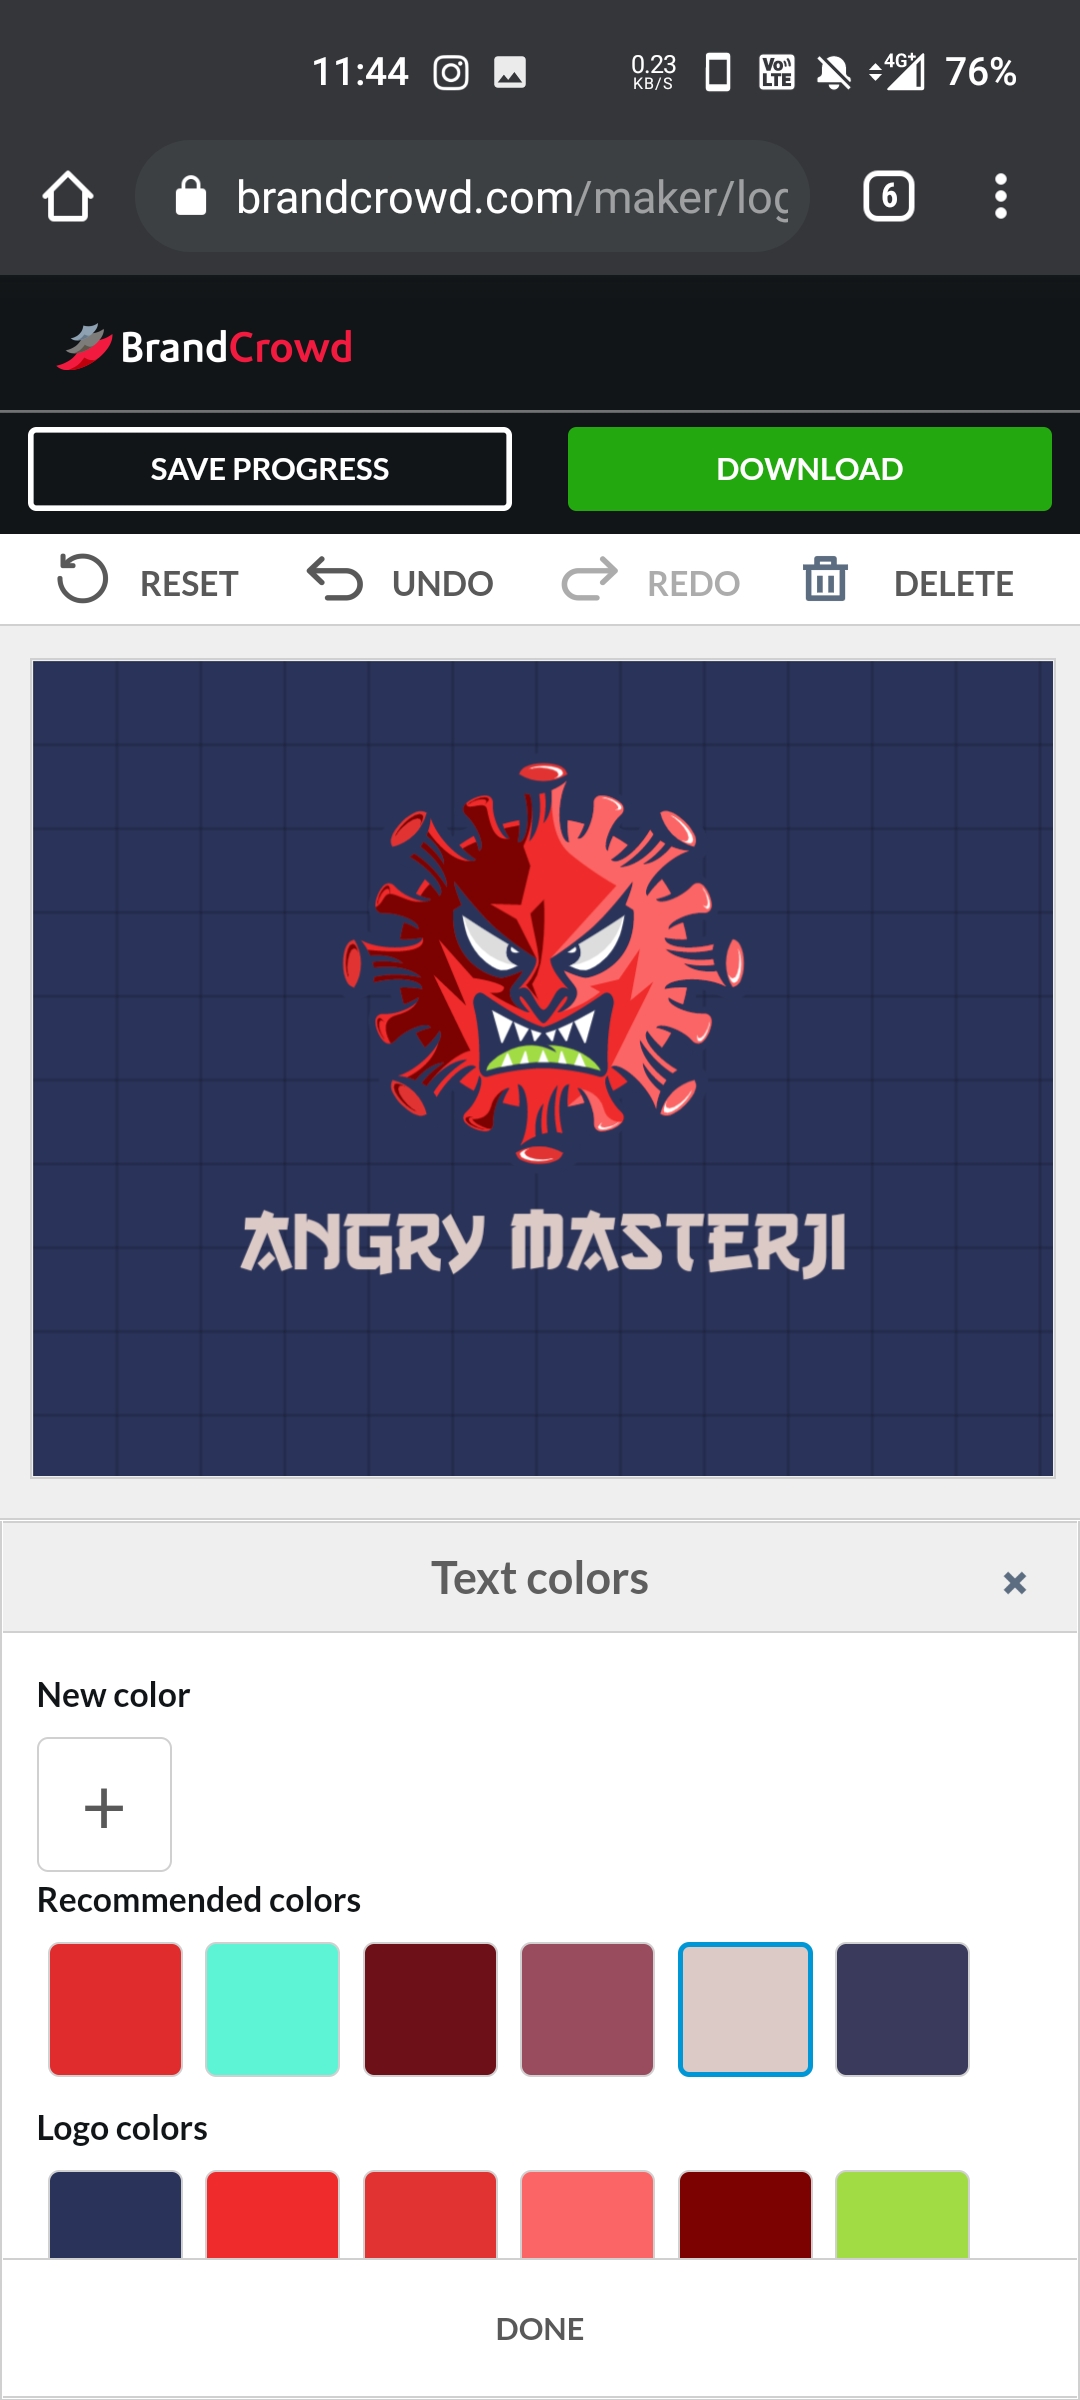 11:44 0.23 KB/S VoLTE 4G+ 76%
brandcrowd.com/maker/log
6
BrandCrowd
SAVE PROGRESS DOWNLOAD
RESET UNDO REDO DELETE
ANGRY MASTERJI
Text colors
New color
Recommended colors
Logo colors
DONE